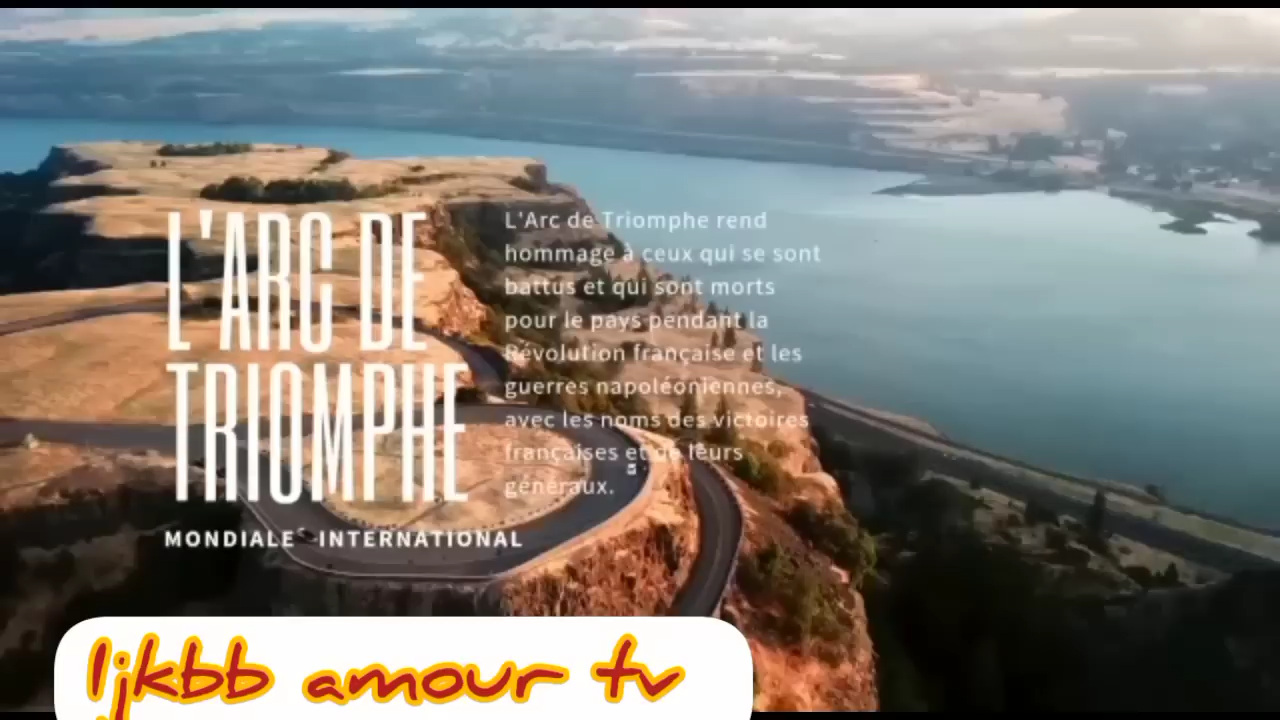 L'ARC DE
TRIOMPHE
MONDIALE INTERNATIONAL
L'Arc de Triomphe rend
hommage à ceux qui se sont
battus et qui sont morts
pour le pays pendant la
Révolution française et les
guerres napoléoniennes,
avec les noms des victoires
françaises et de leurs
généraux.
ljkbb amour tv